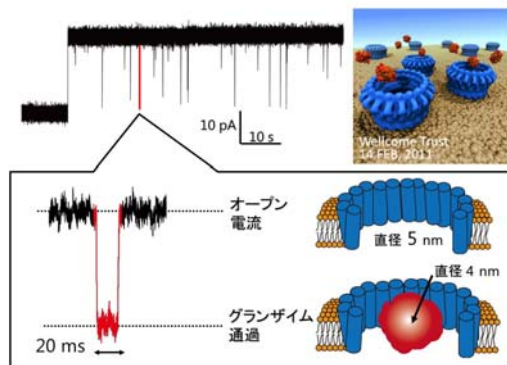 10 pA
10 s
Wellcome Trust
14 FEB, 2011
オープン
電流
直径 5 nm
直径 4 nm
グランザイム
通過
20 ms